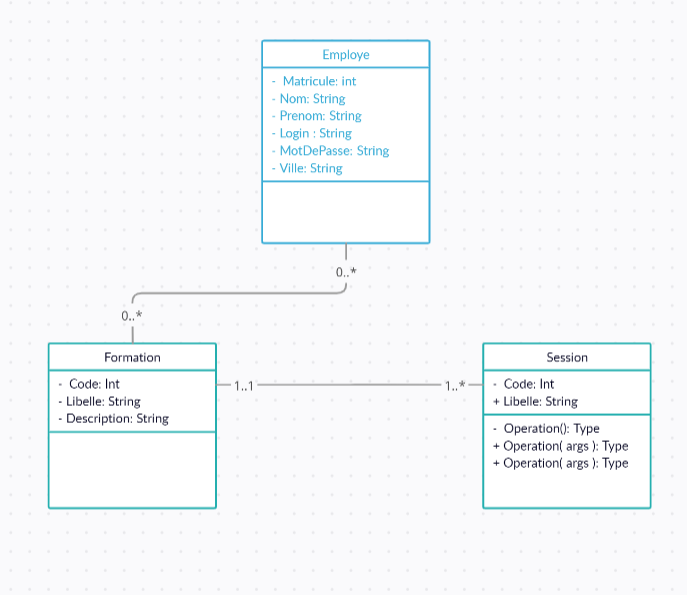 Employe
- Matricule: int
- Nom: String
- Prenom: String
- Login : String
- MotDePasse: String
- Ville: String
0..*
0..*
Formation
- Code: Int
- Libelle: String
- Description: String
1..1
1..*
Session
- Code: Int
+ Libelle: String
- Operation(): Type
+ Operation( args ): Type
+ Operation( args ): Type